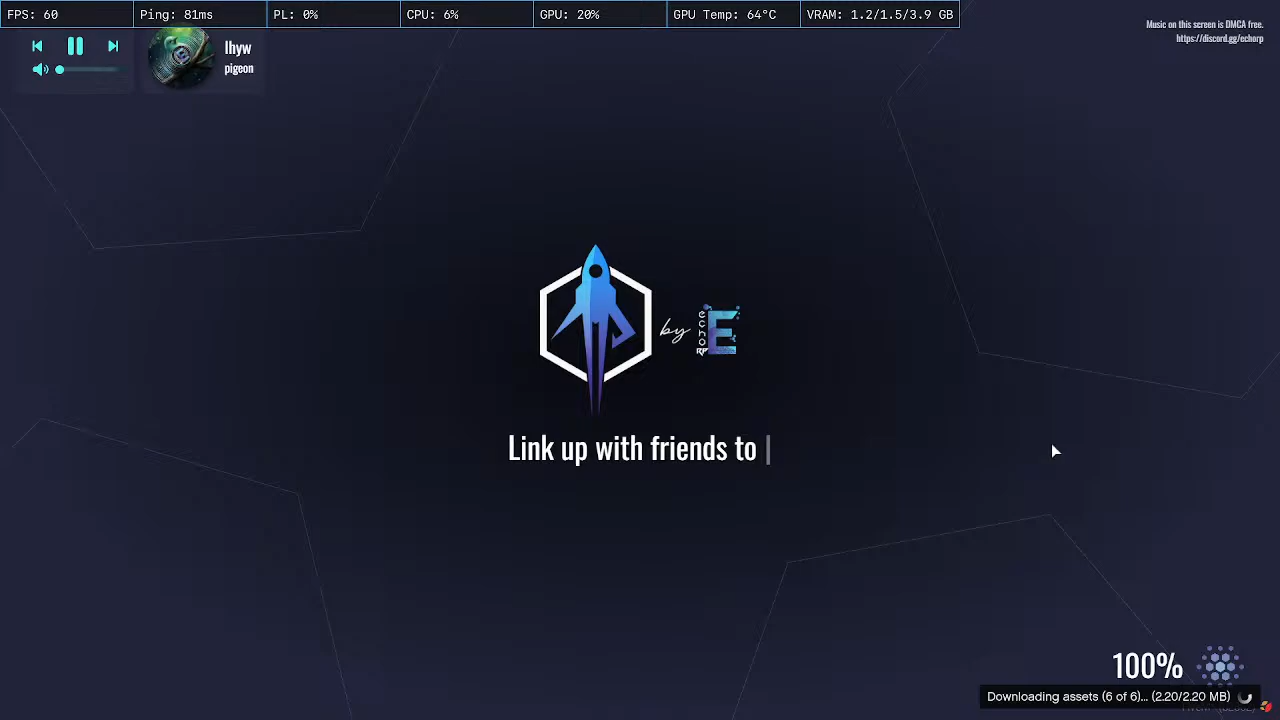 FPS: 60
Ping: 81ms
PL: 0%
CPU: 6%
GPU: 20%
GPU Temp: 64°C
VRAM: 1.2/1.5/3.9 GB
Music on this screen is DMCA free.
https://discord.gg/echorp
lhyw
pigeon
by
echo
RP
E
Link up with friends to
100%
Downloading assets (6 of 6)... (2.20/2.20 MB)